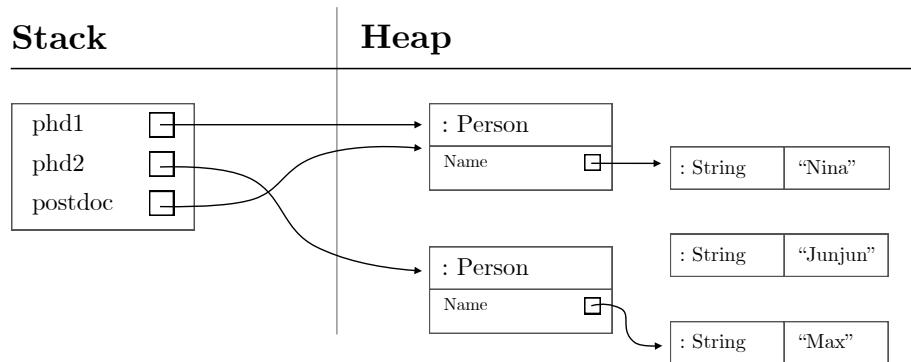 Stack
Heap
phd1
phd2
postdoc
: Person
Name
: String
“Nina”
: String
“Junjun”
: Person
Name
: String
“Max”